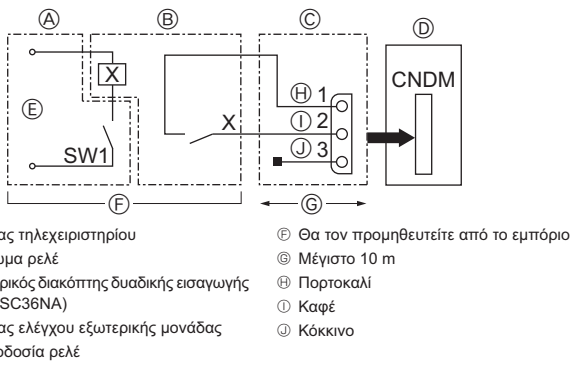 Ⓐ Ⓑ Ⓒ Ⓓ
CNDM
X
Ⓗ 1
Ⓔ X Ⓘ 2
SW1 Ⓙ 3
Ⓕ Ⓖ
ας τηλεχειριστηρίου
ωμα ρελέ
ρικός διακόπτης δυαδικής εισαγωγής
SC36NA)
ας ελέγχου εξωτερικής μονάδας
οδοσία ρελέ
Ⓕ Θα τον προμηθευτείτε από το εμπόριο
Ⓖ Μέγιστο 10 m
Ⓗ Πορτοκαλί
Ⓘ Καφέ
Ⓙ Κόκκινο